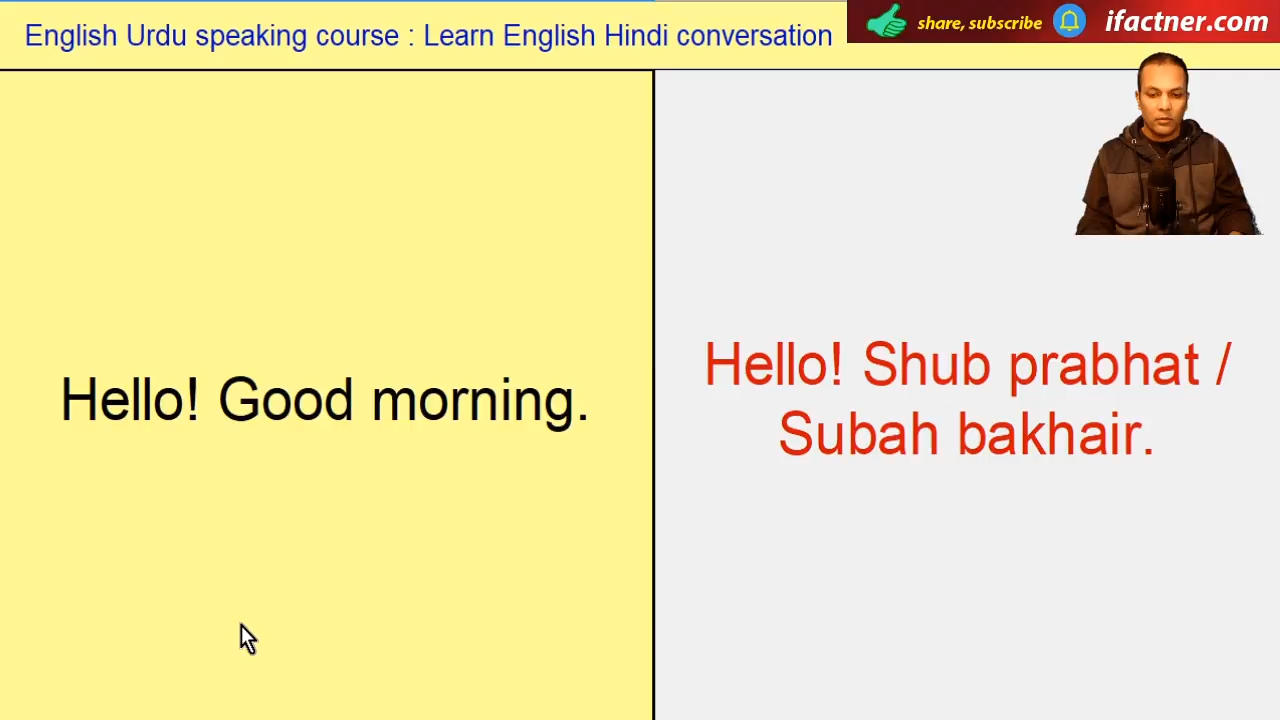 English Urdu speaking course : Learn English Hindi conversation
share, subscribe
ifactner.com
Hello! Good morning.
Hello! Shub prabhat /
Subah bakhair.